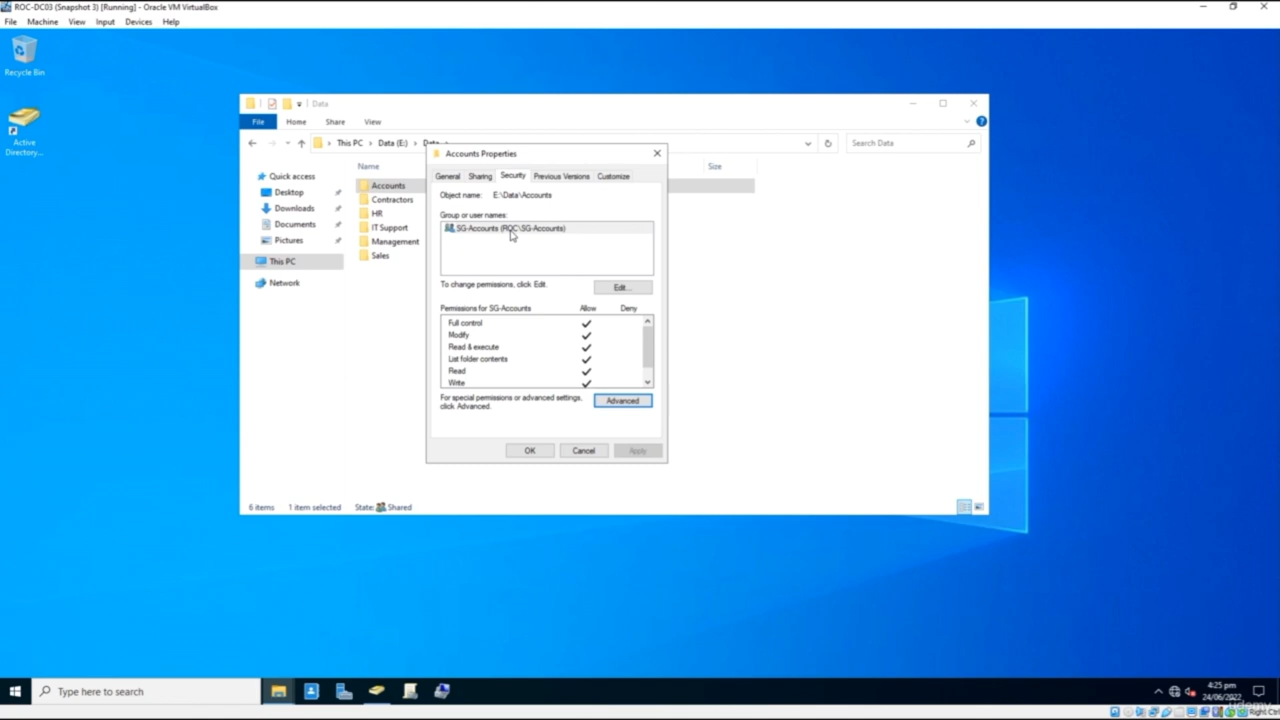 ROC-DC03 (Snapshot 3) [Running] - Oracle VM VirtualBox
File Machine View Input Devices Help
Recycle Bin
Active
Directory...
Data
File Home Share View
This PC > Data (E:) > Data
Search Data
Name
Size
Quick access
Desktop
Downloads
Documents
Pictures
This PC
Network
Accounts
Contractors
HR
IT Support
Management
Sales
Accounts Properties
General Sharing Security Previous Versions Customize
Object name: E:\Data\Accounts
Group or user names:
SG-Accounts (ROC\SG-Accounts)
To change permissions, click Edit.
Edit...
Permissions for SG-Accounts Allow Deny
Full control
Modify
Read & execute
List folder contents
Read
Write
For special permissions or advanced settings,
click Advanced.
Advanced
OK Cancel Apply
6 items 1 item selected State: Shared
Type here to search
4:25 pm
24/06/2022
udemy
Right Ctrl